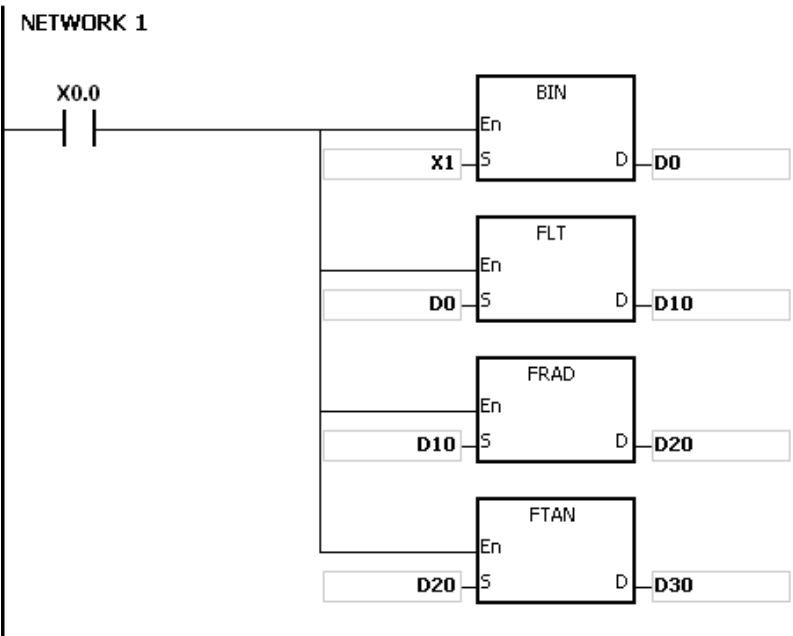 NETWORK 1
X0.0
BIN
En
X1 S D D0
FLT
En
D0 S D D10
FRAD
En
D10 S D D20
FTAN
En
D20 S D D30